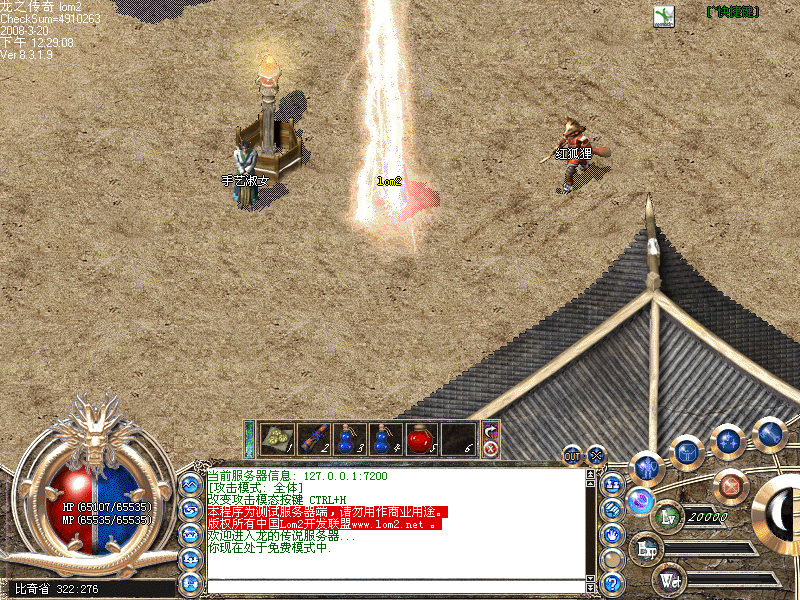 龙之传奇 lom2
CheckSum=4910263
2008-3-20
下午 12:29:08
Ver 8.3.1.9
[快捷键]
手艺淑女
lom2
红狐狸
1 2 3 4 5 6
OUT
HP (65107/65535)
MP (65535/65535)
当前服务器信息: 127.0.0.1:7200
[攻击模式: 全体]
改变攻击模态按键 CTRL+H
本程序为测试服务器端，请勿用作商业用途。
版权所有中国Lom2开发联盟www.lom2.net 。
欢迎进入龙的传说服务器...
你现在处于免费模式中.
Lv 20000
Exp
Wet
比奇省 322:276